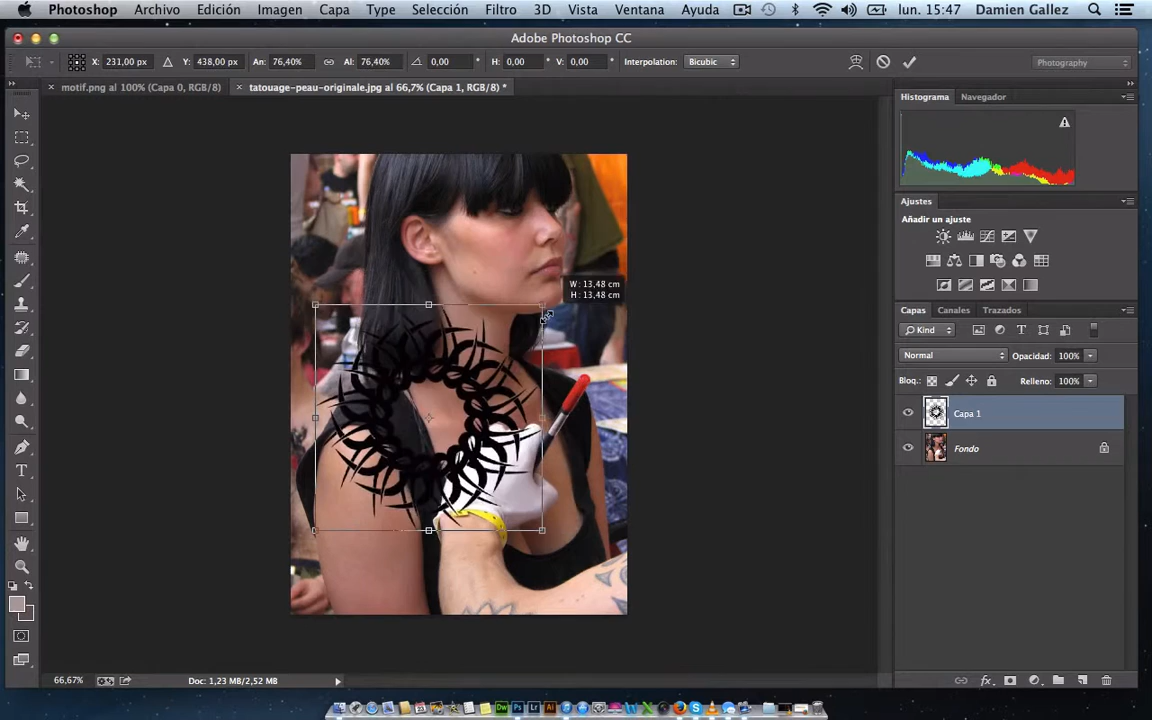 Photoshop Archivo Edición Imagen Capa Type Selección Filtro 3D Vista Ventana Ayuda lun. 15:47 Damien Gallez
Adobe Photoshop CC
X: 231,00 px Y: 438,00 px An: 76,40% Al: 76,40% 0,00 H: 0,00 V: 0,00 Interpolation: Bicubic Photography
motif.png al 100% (Capa 0, RGB/8) tatouage-peau-originale.jpg al 66,7% (Capa 1, RGB/8) *
Histograma Navegador
Ajustes
Añadir un ajuste
W: 13,48 cm
H: 13,48 cm
Capas Canales Trazados
Kind
Normal Opacidad: 100%
Bloq.: Relleno: 100%
Capa 1
Fondo
66,67% Doc: 1,23 MB/2,52 MB